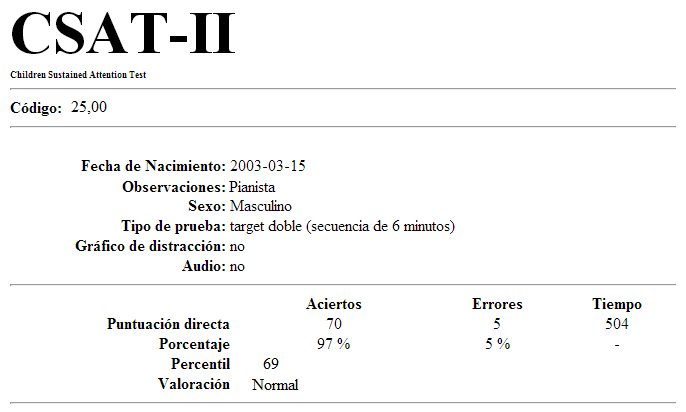 CSAT-II
Children Sustained Attention Test
Código: 25,00
Fecha de Nacimiento: 2003-03-15
Observaciones: Pianista
Sexo: Masculino
Tipo de prueba: target doble (secuencia de 6 minutos)
Gráfico de distracción: no
Audio: no
Aciertos Errores Tiempo
Puntuación directa 70 5 504
Porcentaje 97 % 5 % -
Percentil 69
Valoración Normal